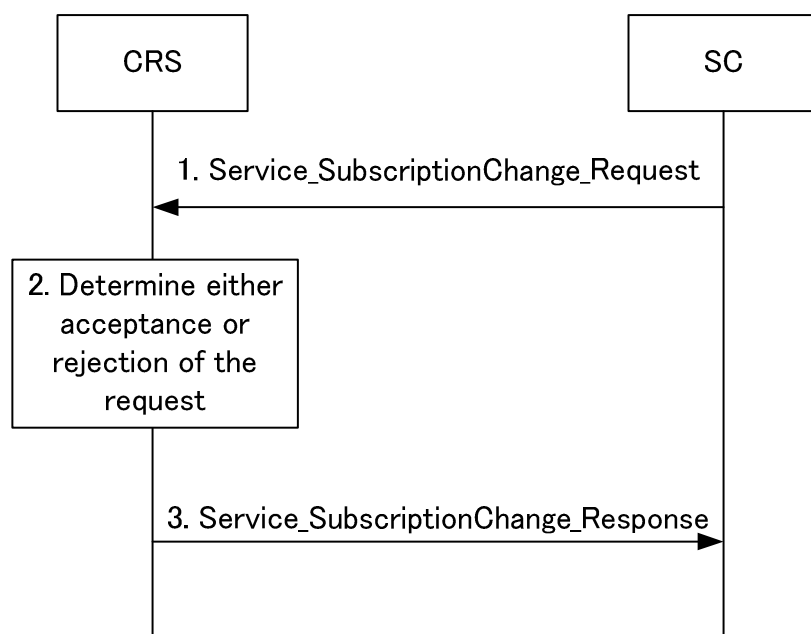 CRS
SC
1. Service_SubscriptionChange_Request
2. Determine either
acceptance or
rejection of the
request
3. Service_SubscriptionChange_Response